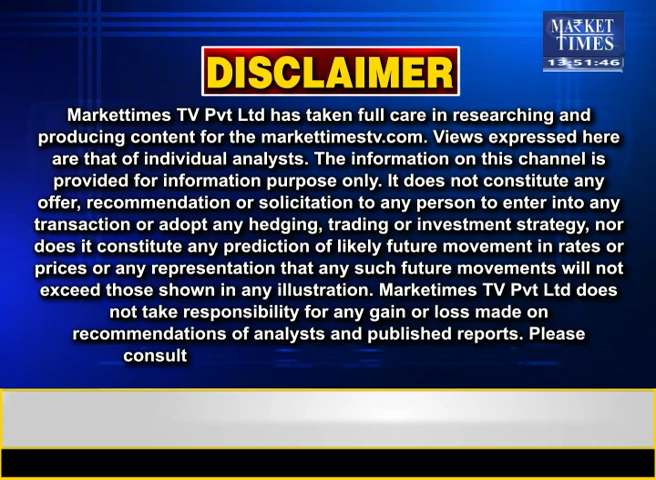 MA₹KET
TIMES
13:51:46
DISCLAIMER
Markettimes TV Pvt Ltd has taken full care in researching and
producing content for the markettimestv.com. Views expressed here
are that of individual analysts. The information on this channel is
provided for information purpose only. It does not constitute any
offer, recommendation or solicitation to any person to enter into any
transaction or adopt any hedging, trading or investment strategy, nor
does it constitute any prediction of likely future movement in rates or
prices or any representation that any such future movements will not
exceed those shown in any illustration. Marketimes TV Pvt Ltd does
not take responsibility for any gain or loss made on
recommendations of analysts and published reports. Please
consult